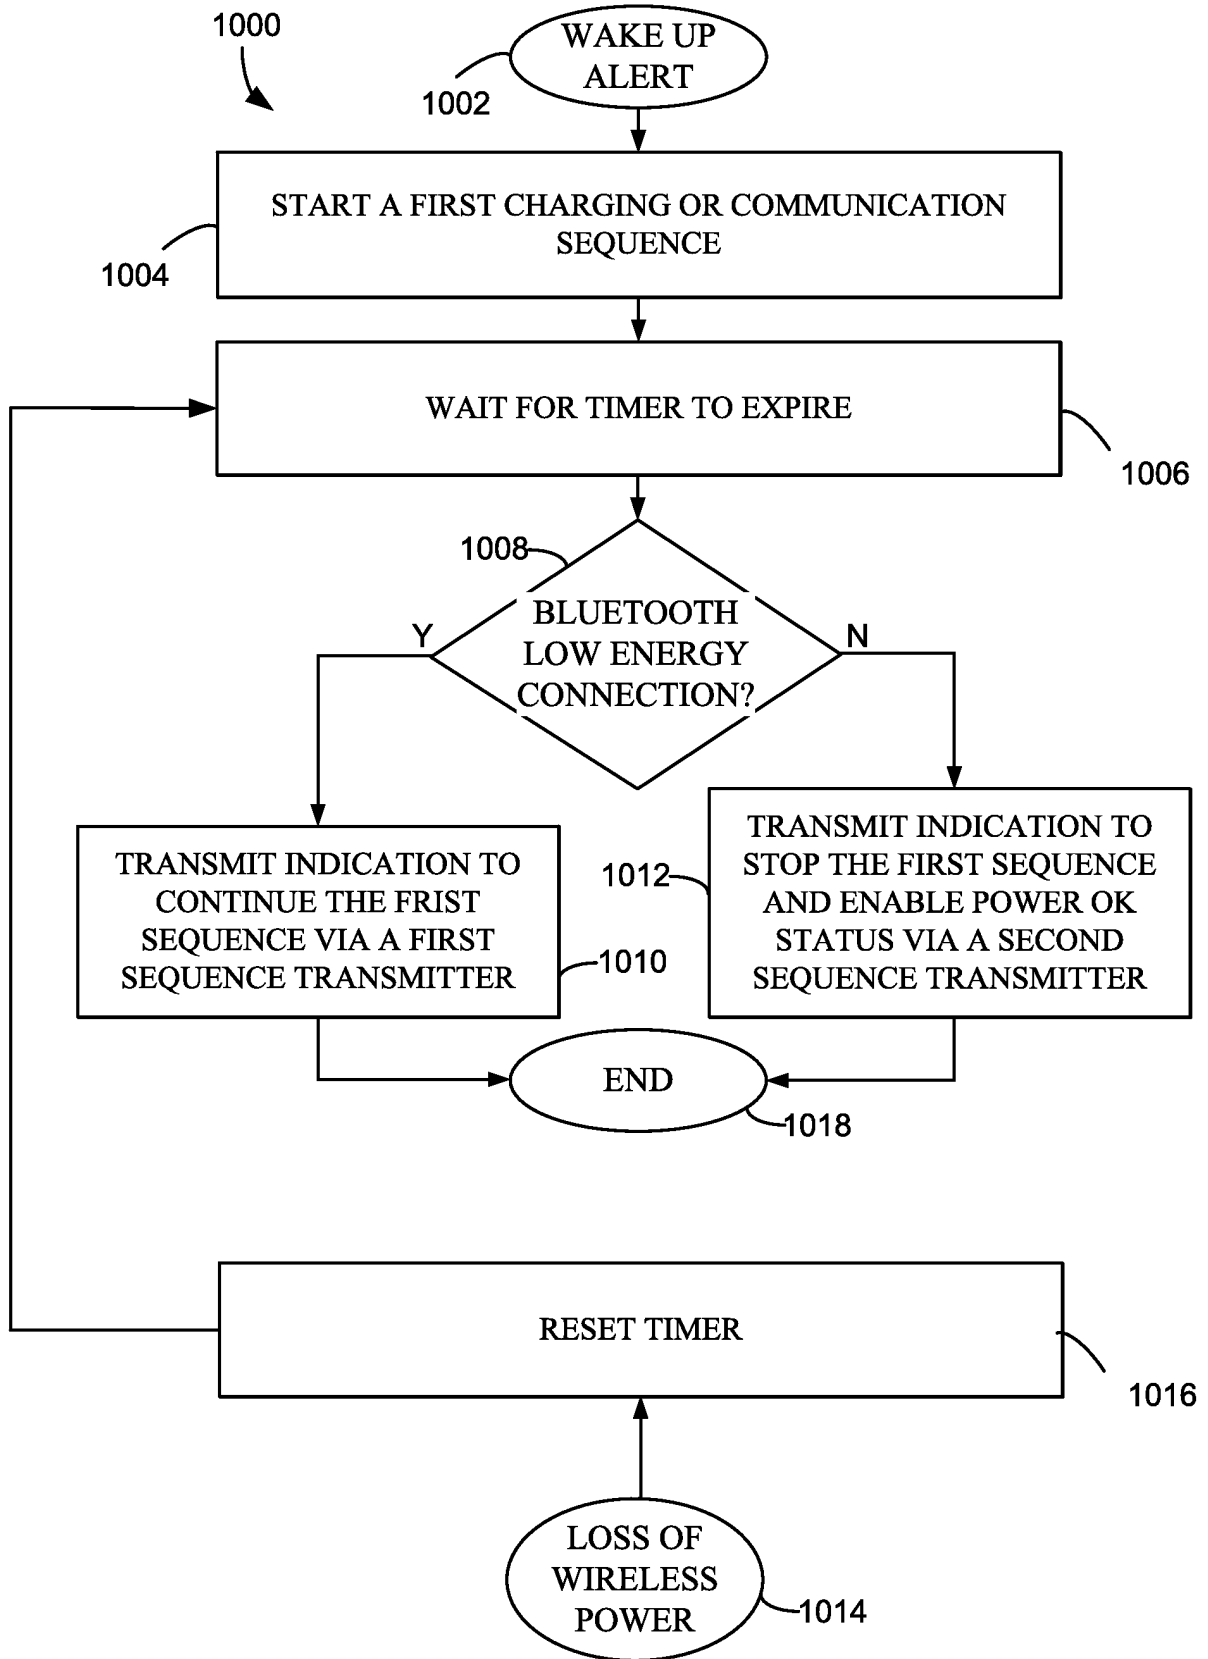 1000
WAKE UP
ALERT
1002
START A FIRST CHARGING OR COMMUNICATION
SEQUENCE
1004
WAIT FOR TIMER TO EXPIRE
1006
1008
BLUETOOTH
LOW ENERGY
CONNECTION?
Y
N
TRANSMIT INDICATION TO
CONTINUE THE FRIST
SEQUENCE VIA A FIRST
SEQUENCE TRANSMITTER
1010
TRANSMIT INDICATION TO
STOP THE FIRST SEQUENCE
AND ENABLE POWER OK
STATUS VIA A SECOND
SEQUENCE TRANSMITTER
1012
END
1018
RESET TIMER
1016
LOSS OF
WIRELESS
POWER
1014